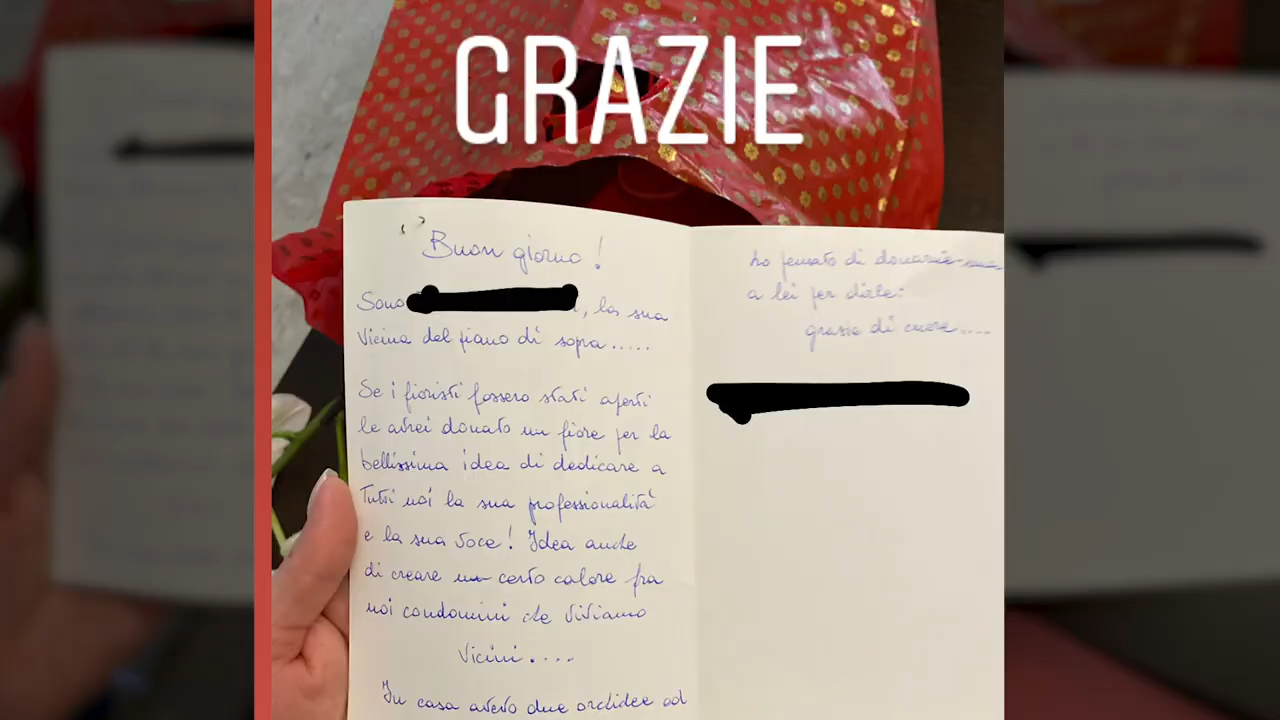 GRAZIE
Buon giorno!
Sono , la sua
vicina del piano di sopra.....
Se i fioristi fossero stati aperti
le avrei donato un fiore per la
bellissima idea di dedicare a
Tutti noi la sua professionalità
e la sua voce! Idea anche
di creare un certo calore fra
noi condomini che viviamo
vicini....
In casa avevo due orchidee ed
ho pensato di donarne
a lei per dirle:
grazie di cuore....